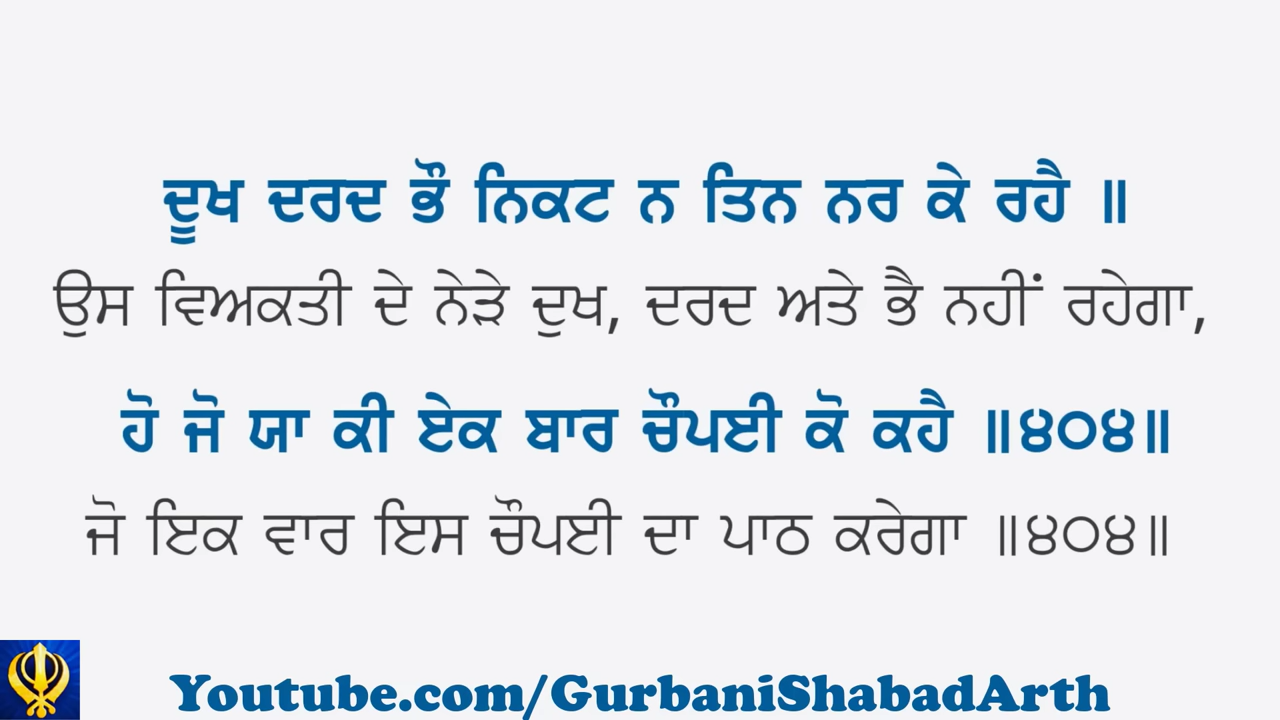 ਦੂਖ ਦਰਦ ਭੌ ਨਿਕਟ ਨ ਤਿਨ ਨਰ ਕੇ ਰਹੈ ॥
ਉਸ ਵਿਅਕਤੀ ਦੇ ਨੇੜੇ ਦੁਖ, ਦਰਦ ਅਤੇ ਭੈ ਨਹੀਂ ਰਹੇਗਾ,
ਹੋ ਜੋ ਯਾ ਕੀ ਏਕ ਬਾਰ ਚੌਪਈ ਕੋ ਕਹੈ ॥੪੦੪॥
ਜੋ ਇਕ ਵਾਰ ਇਸ ਚੌਪਈ ਦਾ ਪਾਠ ਕਰੇਗਾ ॥੪੦੪॥
Youtube.com/GurbaniShabadArth